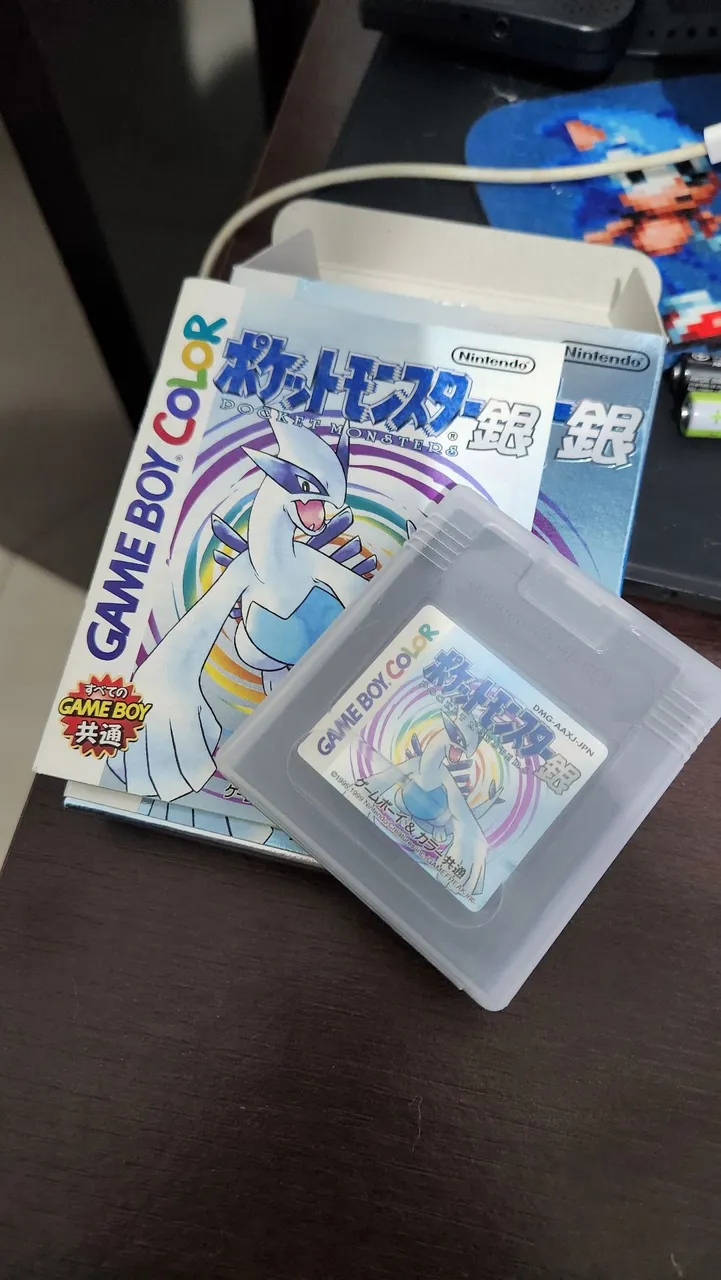 GAME BOY COLOR
ポケットモンスター銀
POCKET MONSTERS
Nintendo
すべての
GAME BOY
共通
Nintendo
ー銀
GAME BOY COLOR
ポケットモンスター銀
DMG-AAXJ-JPN
ゲームボーイ&カラー共通